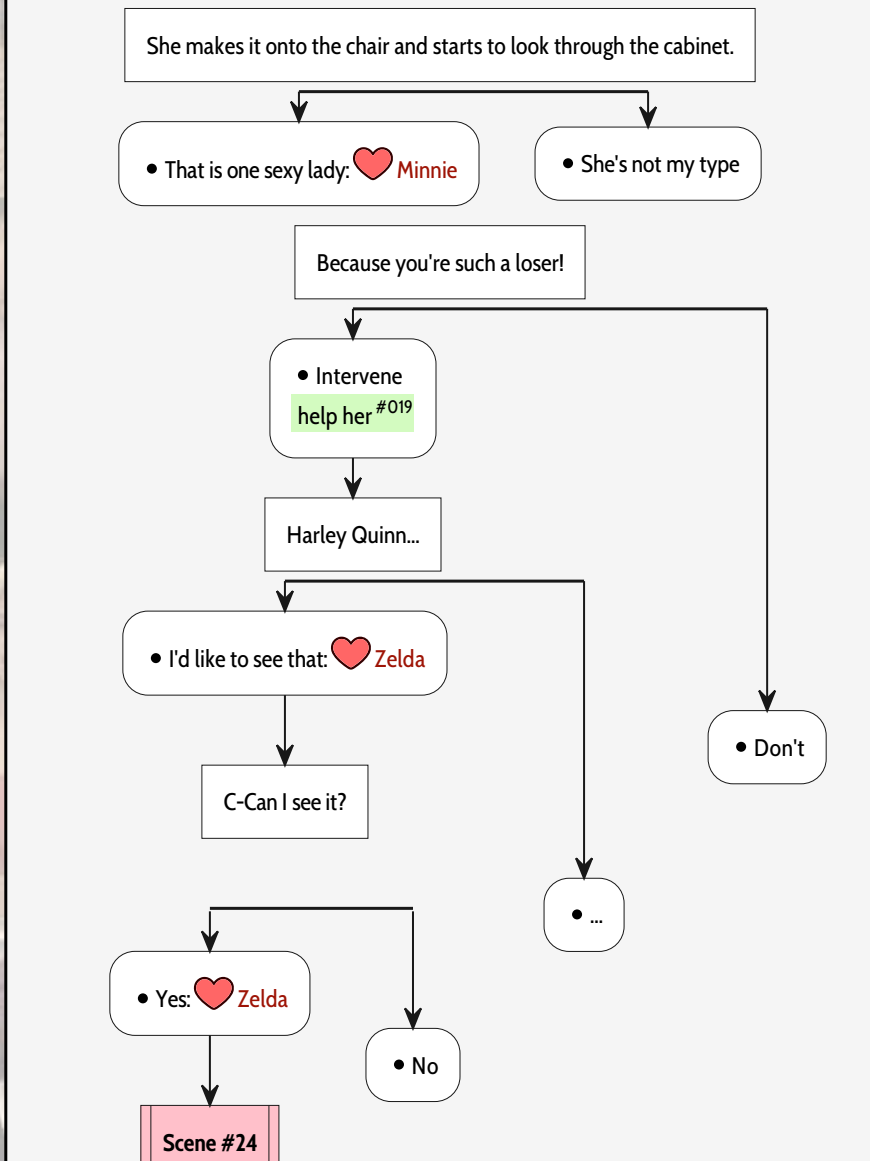 She makes it onto the chair and starts to look through the cabinet.
• That is one sexy lady: Minnie
• She's not my type
Because you're such a loser!
• Intervene
help her #019
Harley Quinn...
• I'd like to see that: Zelda
• Don't
C-Can I see it?
• ...
• Yes: Zelda
• No
Scene #24